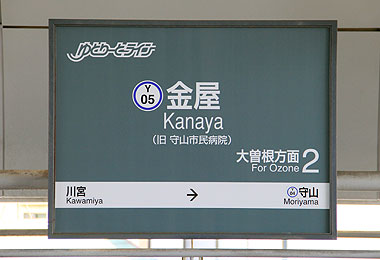 ゆとりーとライン
Y
05
金屋
Kanaya
(旧 守山市民病院)
大曽根方面 2
For Ozone
川宮
Kawamiya
→
守山
Moriyama